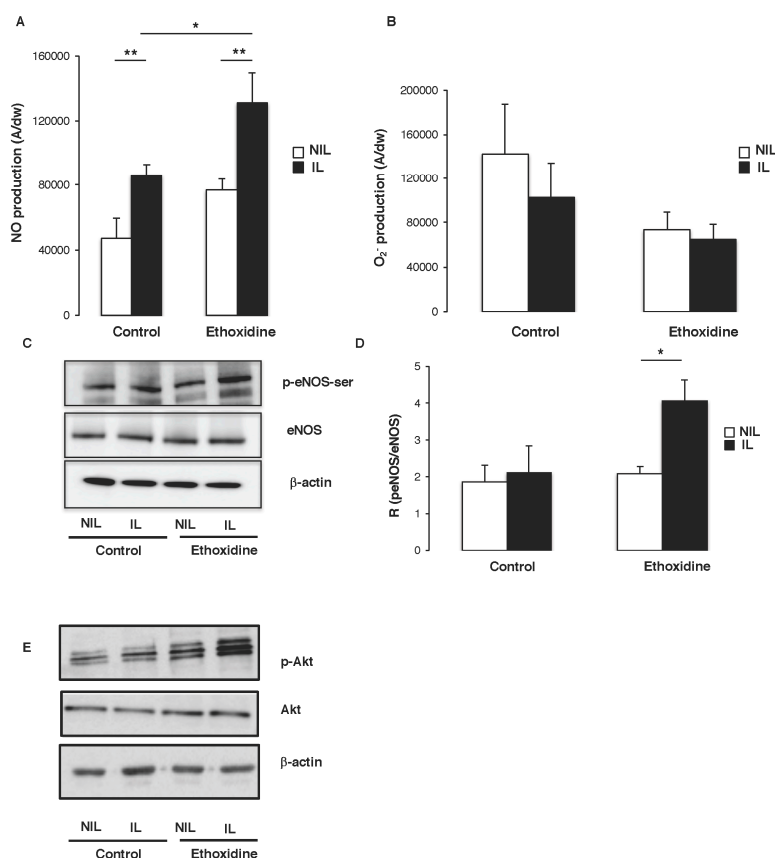 A
*
**
**
160000
120000
80000
40000
0
NO production (A/dw)
NIL
IL
Control
Ethoxidine
B
200000
160000
120000
80000
40000
0
O₂⁻ production (A/dw)
NIL
IL
Control
Ethoxidine
C
p-eNOS-ser
eNOS
β-actin
NIL IL NIL IL
Control Ethoxidine
D
*
5
4
3
2
1
0
R (peNOS/eNOS)
NIL
IL
Control
Ethoxidine
E
p-Akt
Akt
β-actin
NIL IL NIL IL
Control Ethoxidine